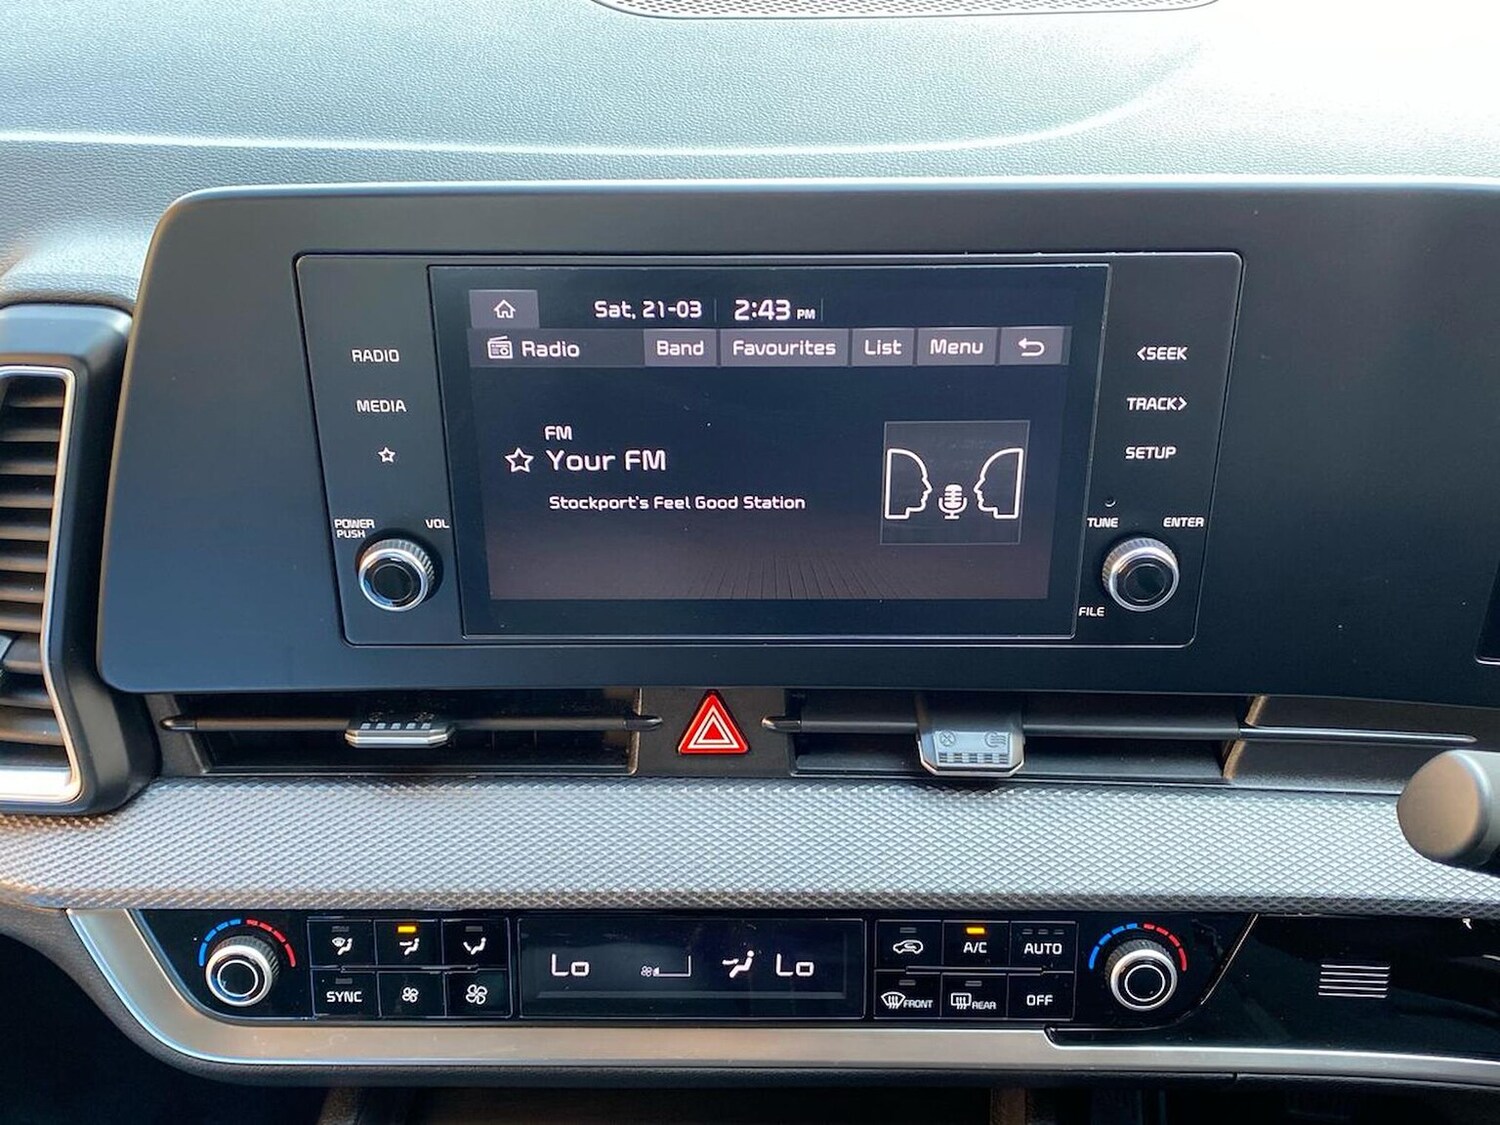 Sat, 21-03 2:43 PM
Radio Band Favourites List Menu
FM
Your FM
Stockport's Feel Good Station
RADIO
MEDIA
POWER PUSH
VOL
<SEEK
TRACK>
SETUP
TUNE
ENTER
FILE
Lo Lo
SYNC
A/C
AUTO
FRONT
REAR
OFF